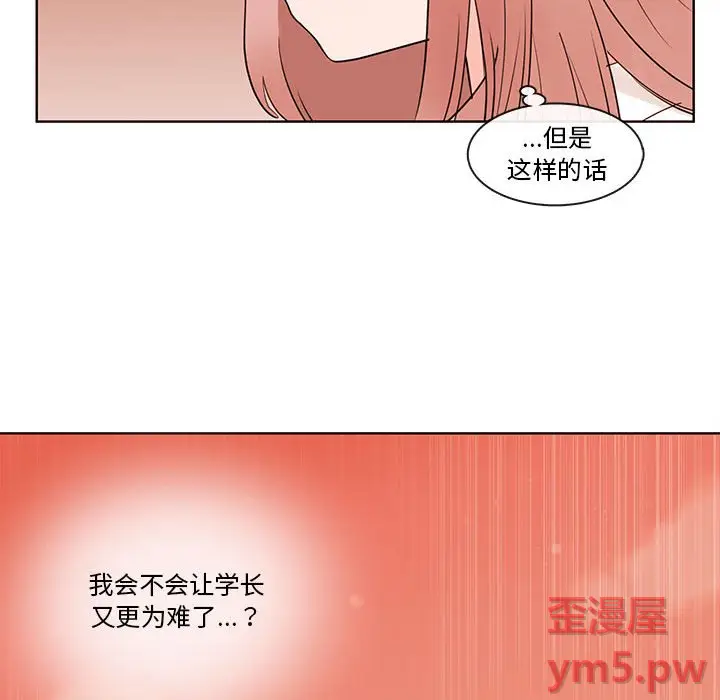 ...但是
这样的话
我会不会让学长
又更为难了...？
歪漫屋
ym5.pw